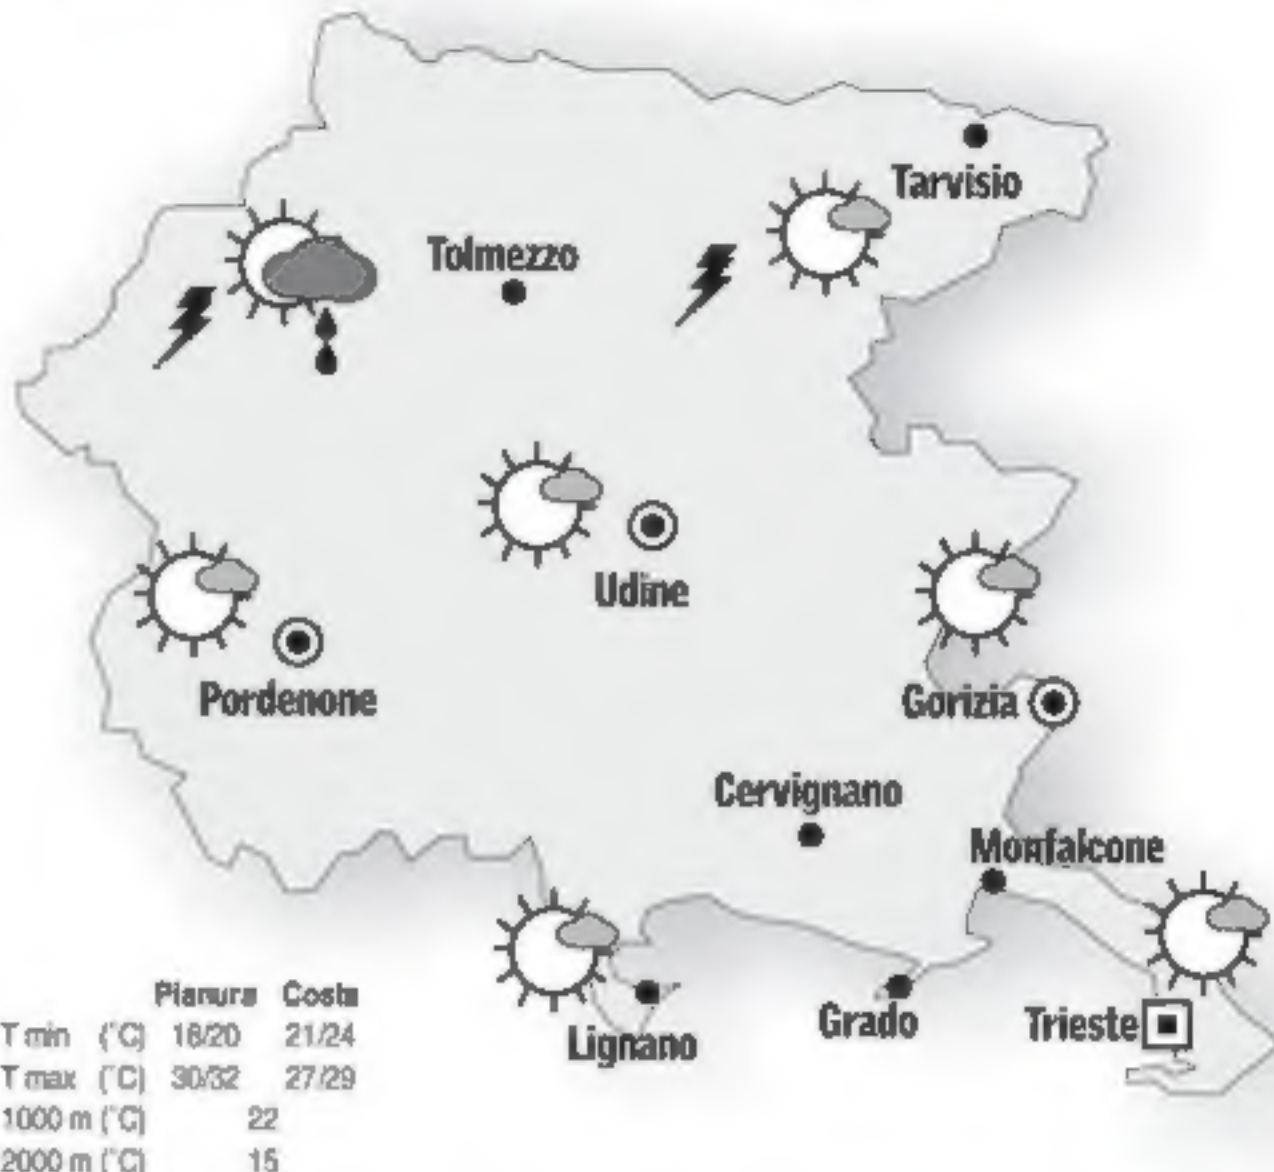 Tarvisio
Tolmezzo
Udine
Pordenone
Gorizia
Cervignano
Monfalcone
Lignano
Grado
Trieste
Pianura Costa
T min (°C) 18/20 21/24
T max (°C) 30/32 27/29
1000 m (°C) 22
2000 m (°C) 15